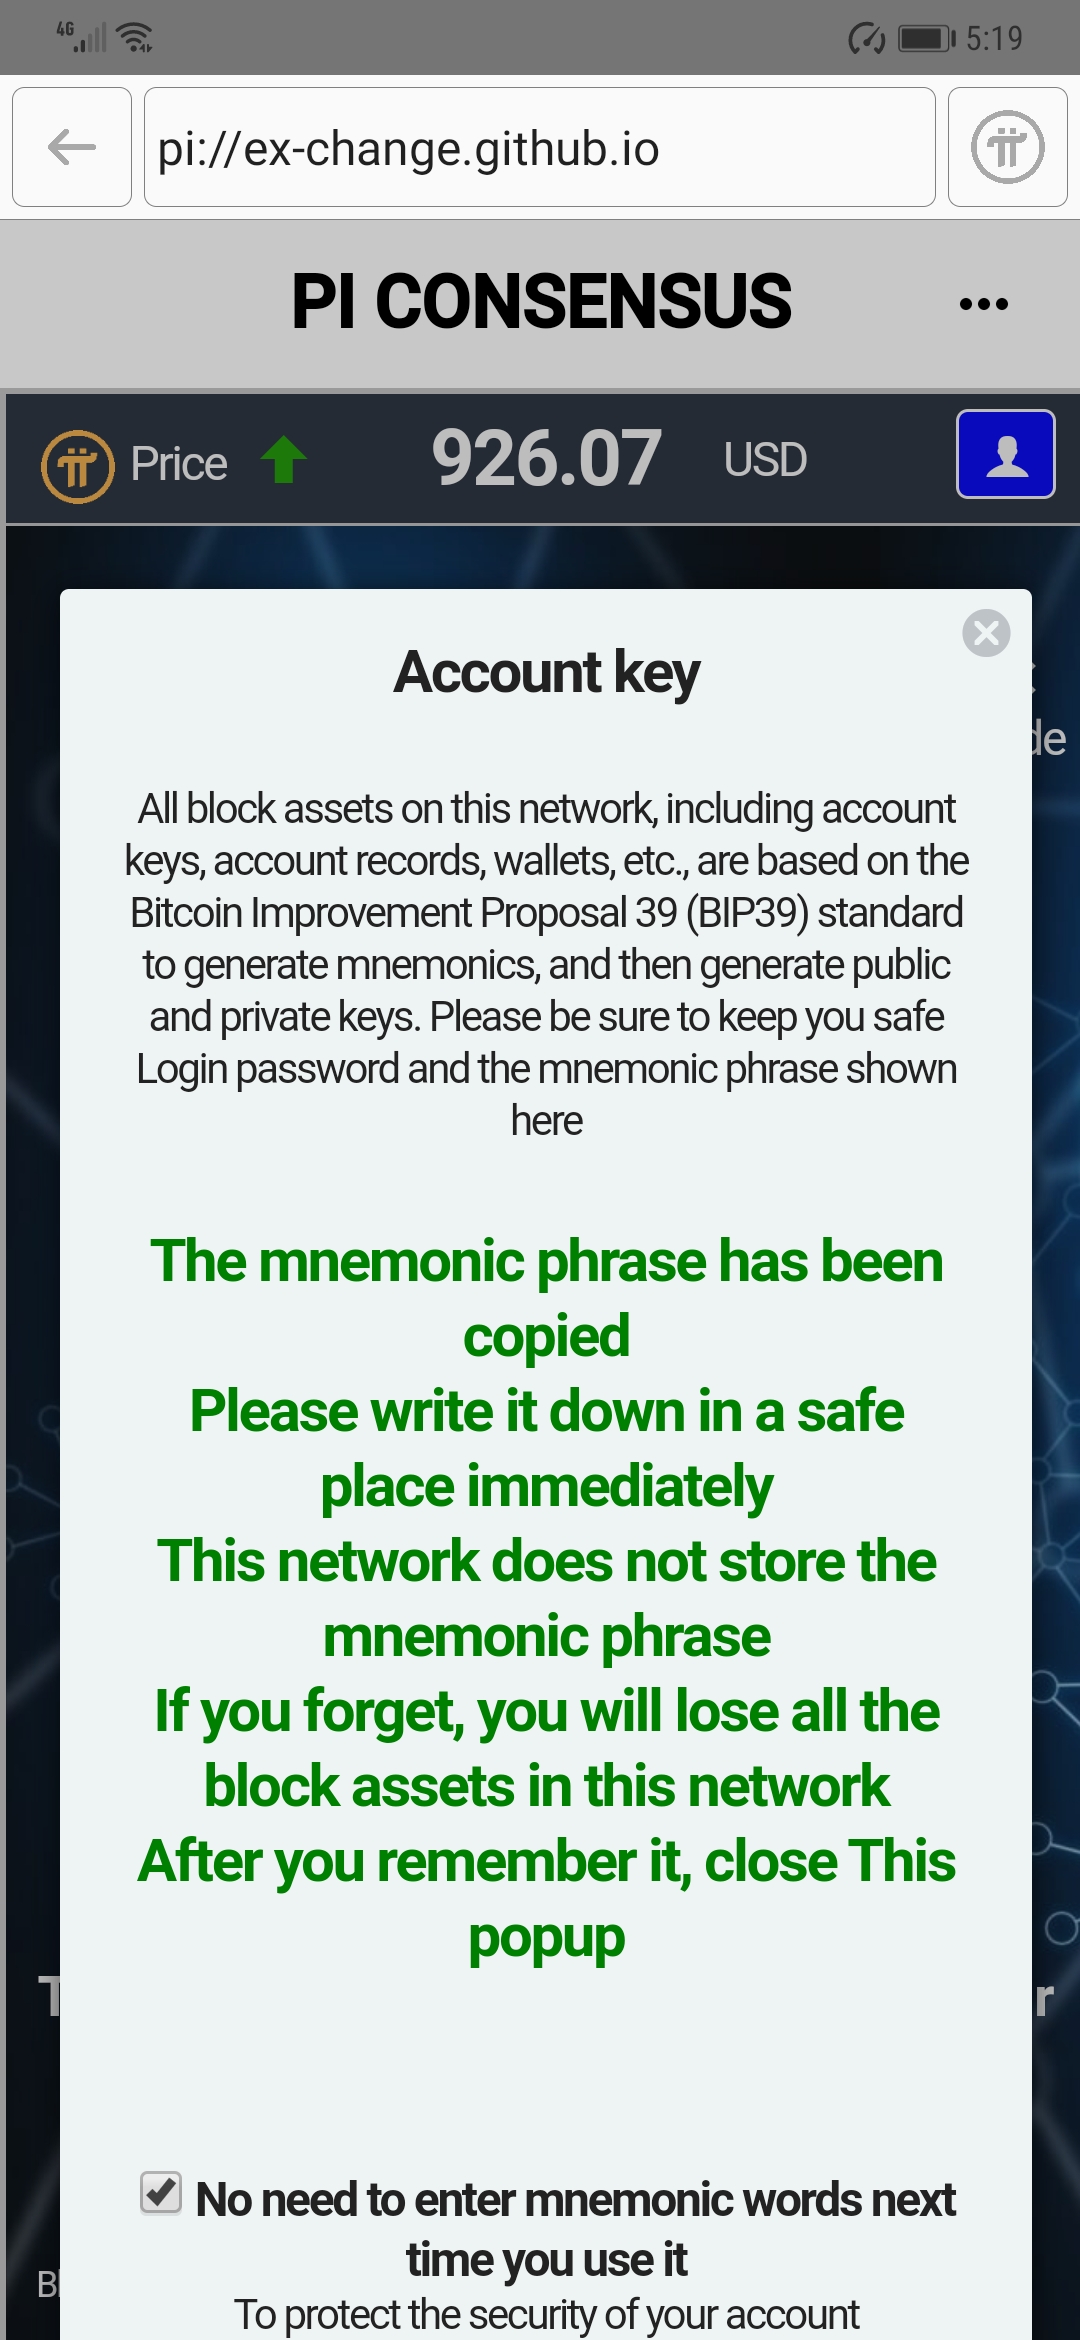 4G
5:19
pi://ex-change.github.io
PI CONSENSUS
Price 926.07 USD
Account key
de
All block assets on this network, including account
keys, account records, wallets, etc., are based on the
Bitcoin Improvement Proposal 39 (BIP39) standard
to generate mnemonics, and then generate public
and private keys. Please be sure to keep you safe
Login password and the mnemonic phrase shown
here
The mnemonic phrase has been
copied
Please write it down in a safe
place immediately
This network does not store the
mnemonic phrase
If you forget, you will lose all the
block assets in this network
After you remember it, close This
popup
T
r
No need to enter mnemonic words next
time you use it
Bl
To protect the security of your account